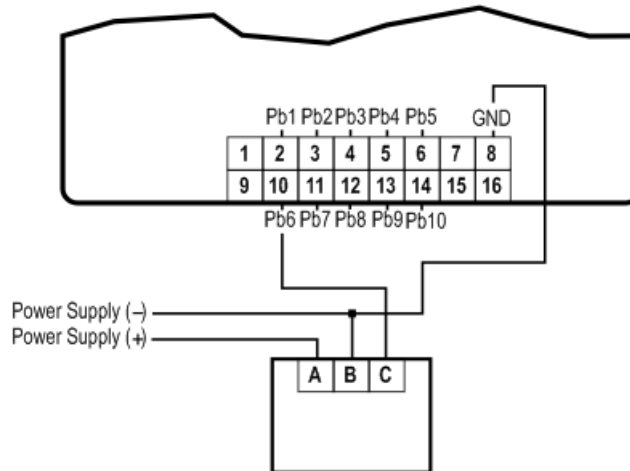 Pb1 Pb2 Pb3 Pb4 Pb5 GND
1 2 3 4 5 6 7 8
9 10 11 12 13 14 15 16
Pb6 Pb7 Pb8 Pb9 Pb10
Power Supply (–)
Power Supply (+)
A B C